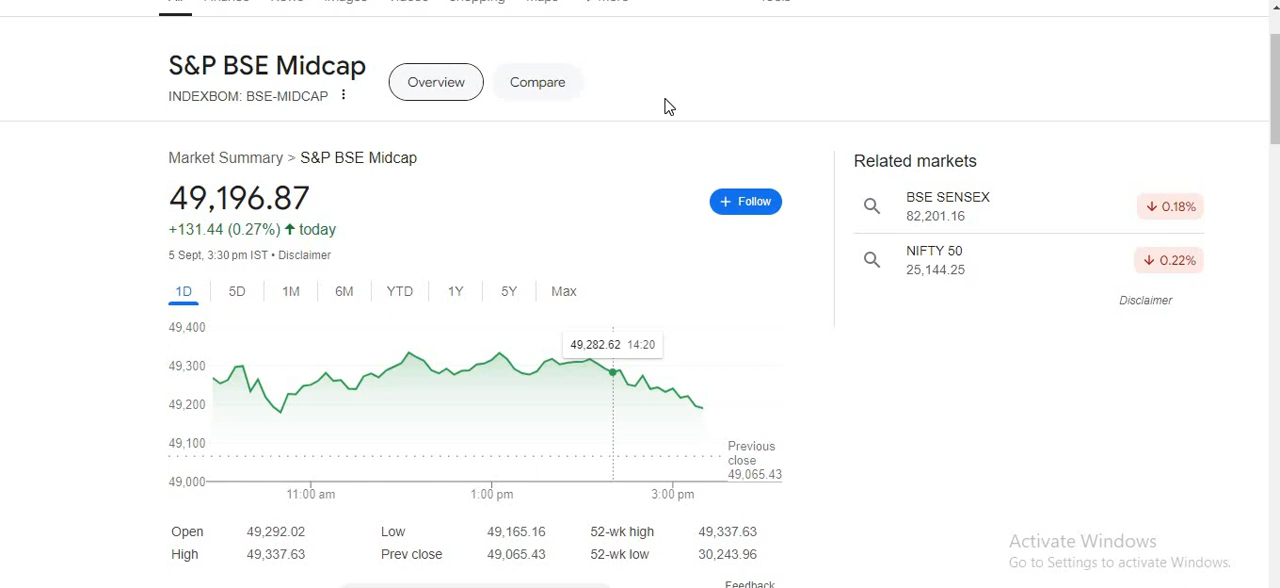 S&P BSE Midcap
INDEXBOM: BSE-MIDCAP
Overview
Compare
Market Summary > S&P BSE Midcap
49,196.87
+131.44 (0.27%) ↑ today
5 Sept, 3:30 pm IST • Disclaimer
+ Follow
1D 5D 1M 6M YTD 1Y 5Y Max
49,282.62 14:20
49,400
49,300
49,200
49,100
49,000
Previous
close
49,065.43
11:00 am 1:00 pm 3:00 pm
Open 49,292.02 Low 49,165.16 52-wk high 49,337.63
High 49,337.63 Prev close 49,065.43 52-wk low 30,243.96
Feedback
Related markets
BSE SENSEX
82,201.16
↓ 0.18%
NIFTY 50
25,144.25
↓ 0.22%
Disclaimer
Activate Windows
Go to Settings to activate Windows.